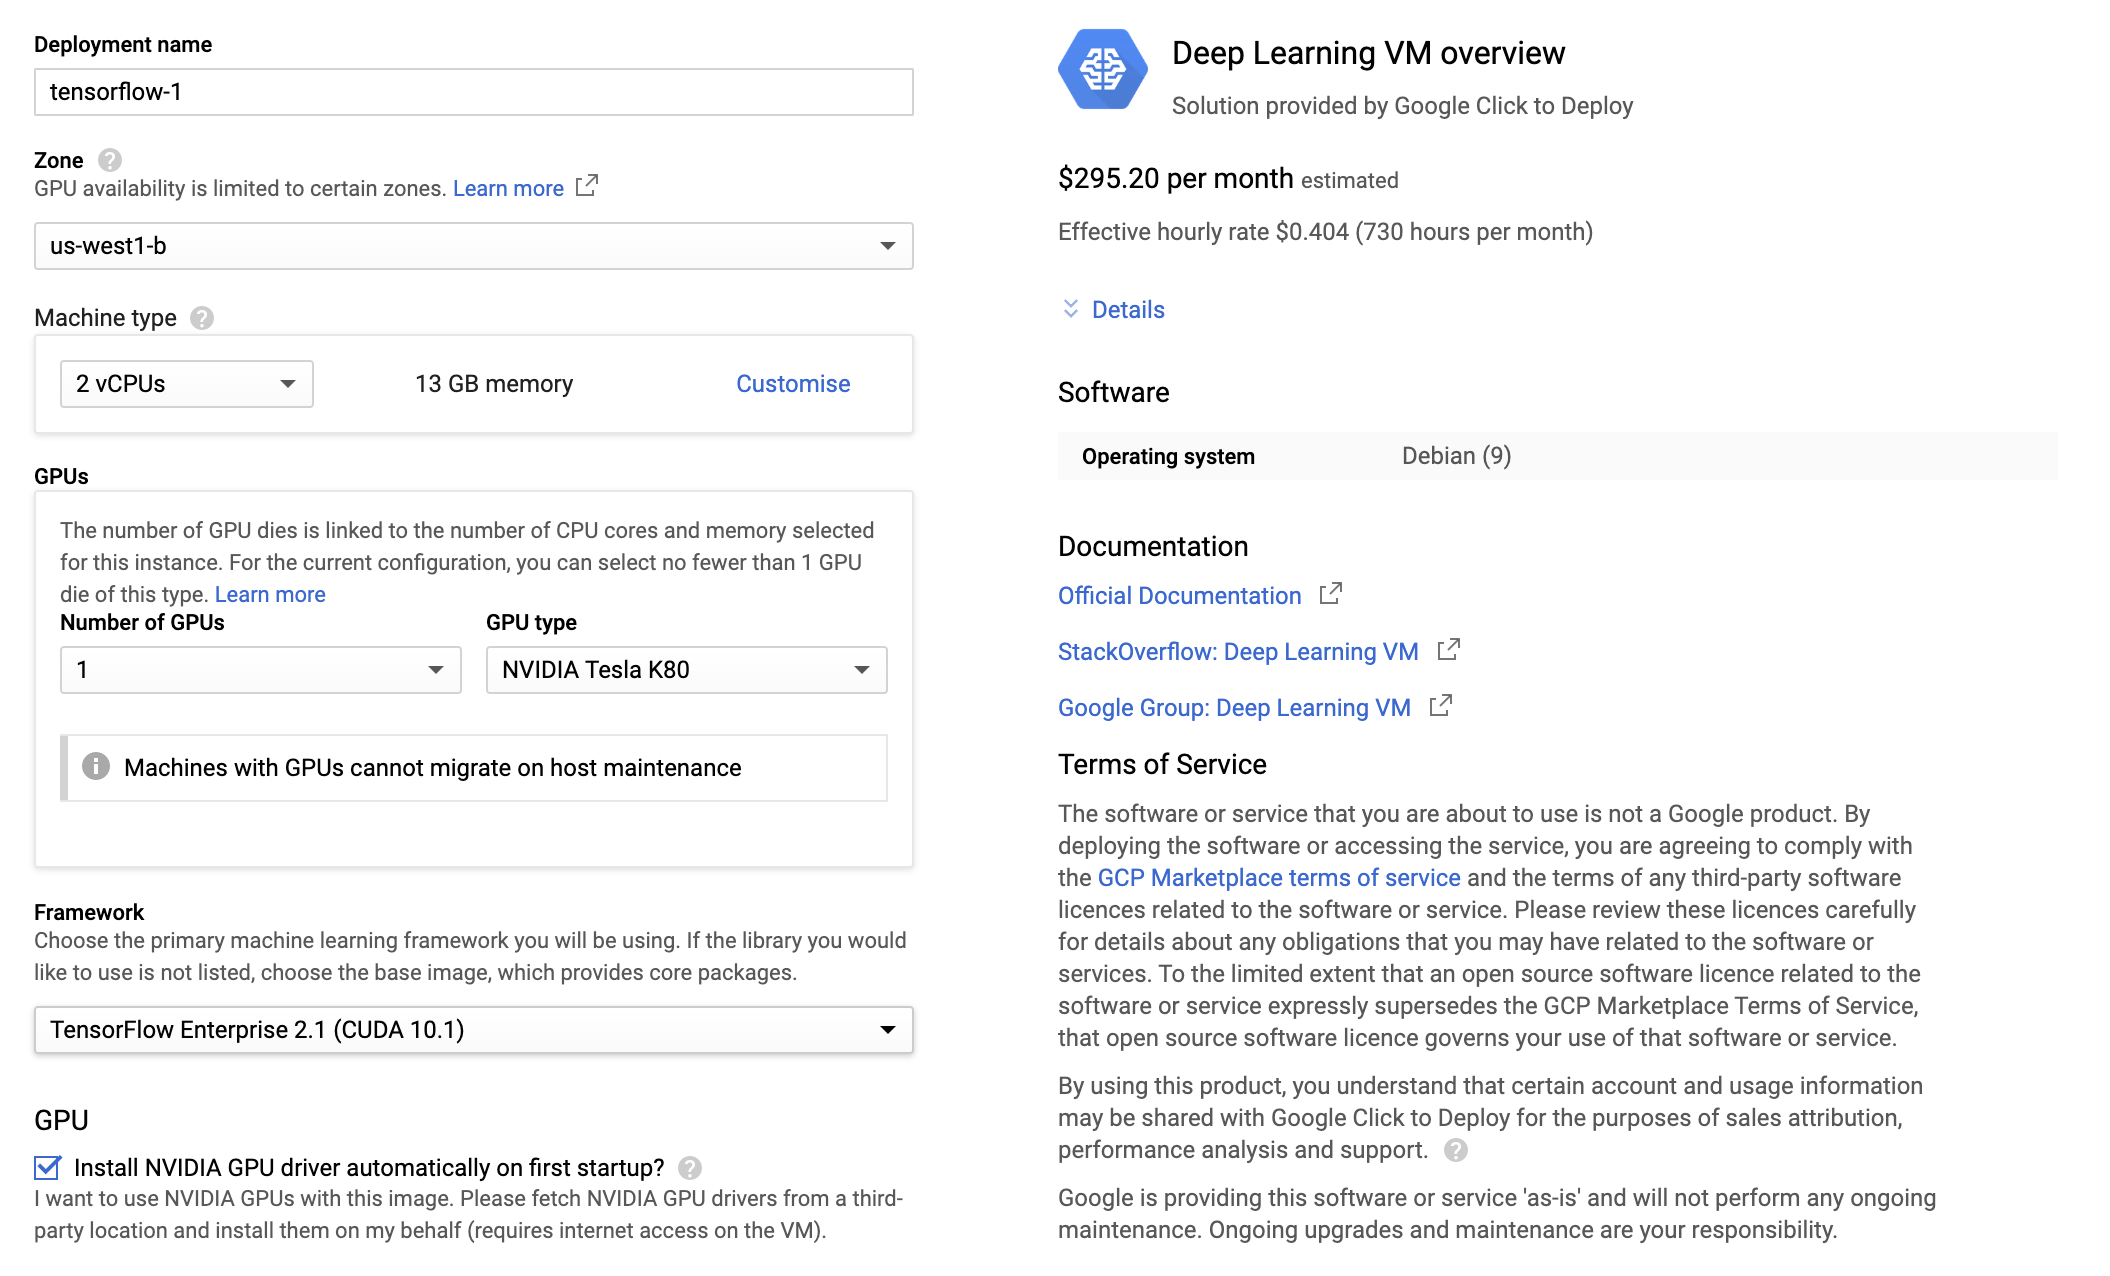 Deployment name
tensorflow-1
Zone
GPU availability is limited to certain zones. Learn more
us-west1-b
Machine type
2 vCPUs
13 GB memory
Customise
GPUs
The number of GPU dies is linked to the number of CPU cores and memory selected
for this instance. For the current configuration, you can select no fewer than 1 GPU
die of this type. Learn more
Number of GPUs
GPU type
1
NVIDIA Tesla K80
Machines with GPUs cannot migrate on host maintenance
Framework
Choose the primary machine learning framework you will be using. If the library you would
like to use is not listed, choose the base image, which provides core packages.
TensorFlow Enterprise 2.1 (CUDA 10.1)
GPU
Install NVIDIA GPU driver automatically on first startup?
I want to use NVIDIA GPUs with this image. Please fetch NVIDIA GPU drivers from a third-
party location and install them on my behalf (requires internet access on the VM).
Deep Learning VM overview
Solution provided by Google Click to Deploy
$295.20 per month estimated
Effective hourly rate $0.404 (730 hours per month)
Details
Software
Operating system
Debian (9)
Documentation
Official Documentation
StackOverflow: Deep Learning VM
Google Group: Deep Learning VM
Terms of Service
The software or service that you are about to use is not a Google product. By
deploying the software or accessing the service, you are agreeing to comply with
the GCP Marketplace terms of service and the terms of any third-party software
licences related to the software or service. Please review these licences carefully
for details about any obligations that you may have related to the software or
services. To the limited extent that an open source software licence related to the
software or service expressly supersedes the GCP Marketplace Terms of Service,
that open source software licence governs your use of that software or service.
By using this product, you understand that certain account and usage information
may be shared with Google Click to Deploy for the purposes of sales attribution,
performance analysis and support.
Google is providing this software or service 'as-is' and will not perform any ongoing
maintenance. Ongoing upgrades and maintenance are your responsibility.